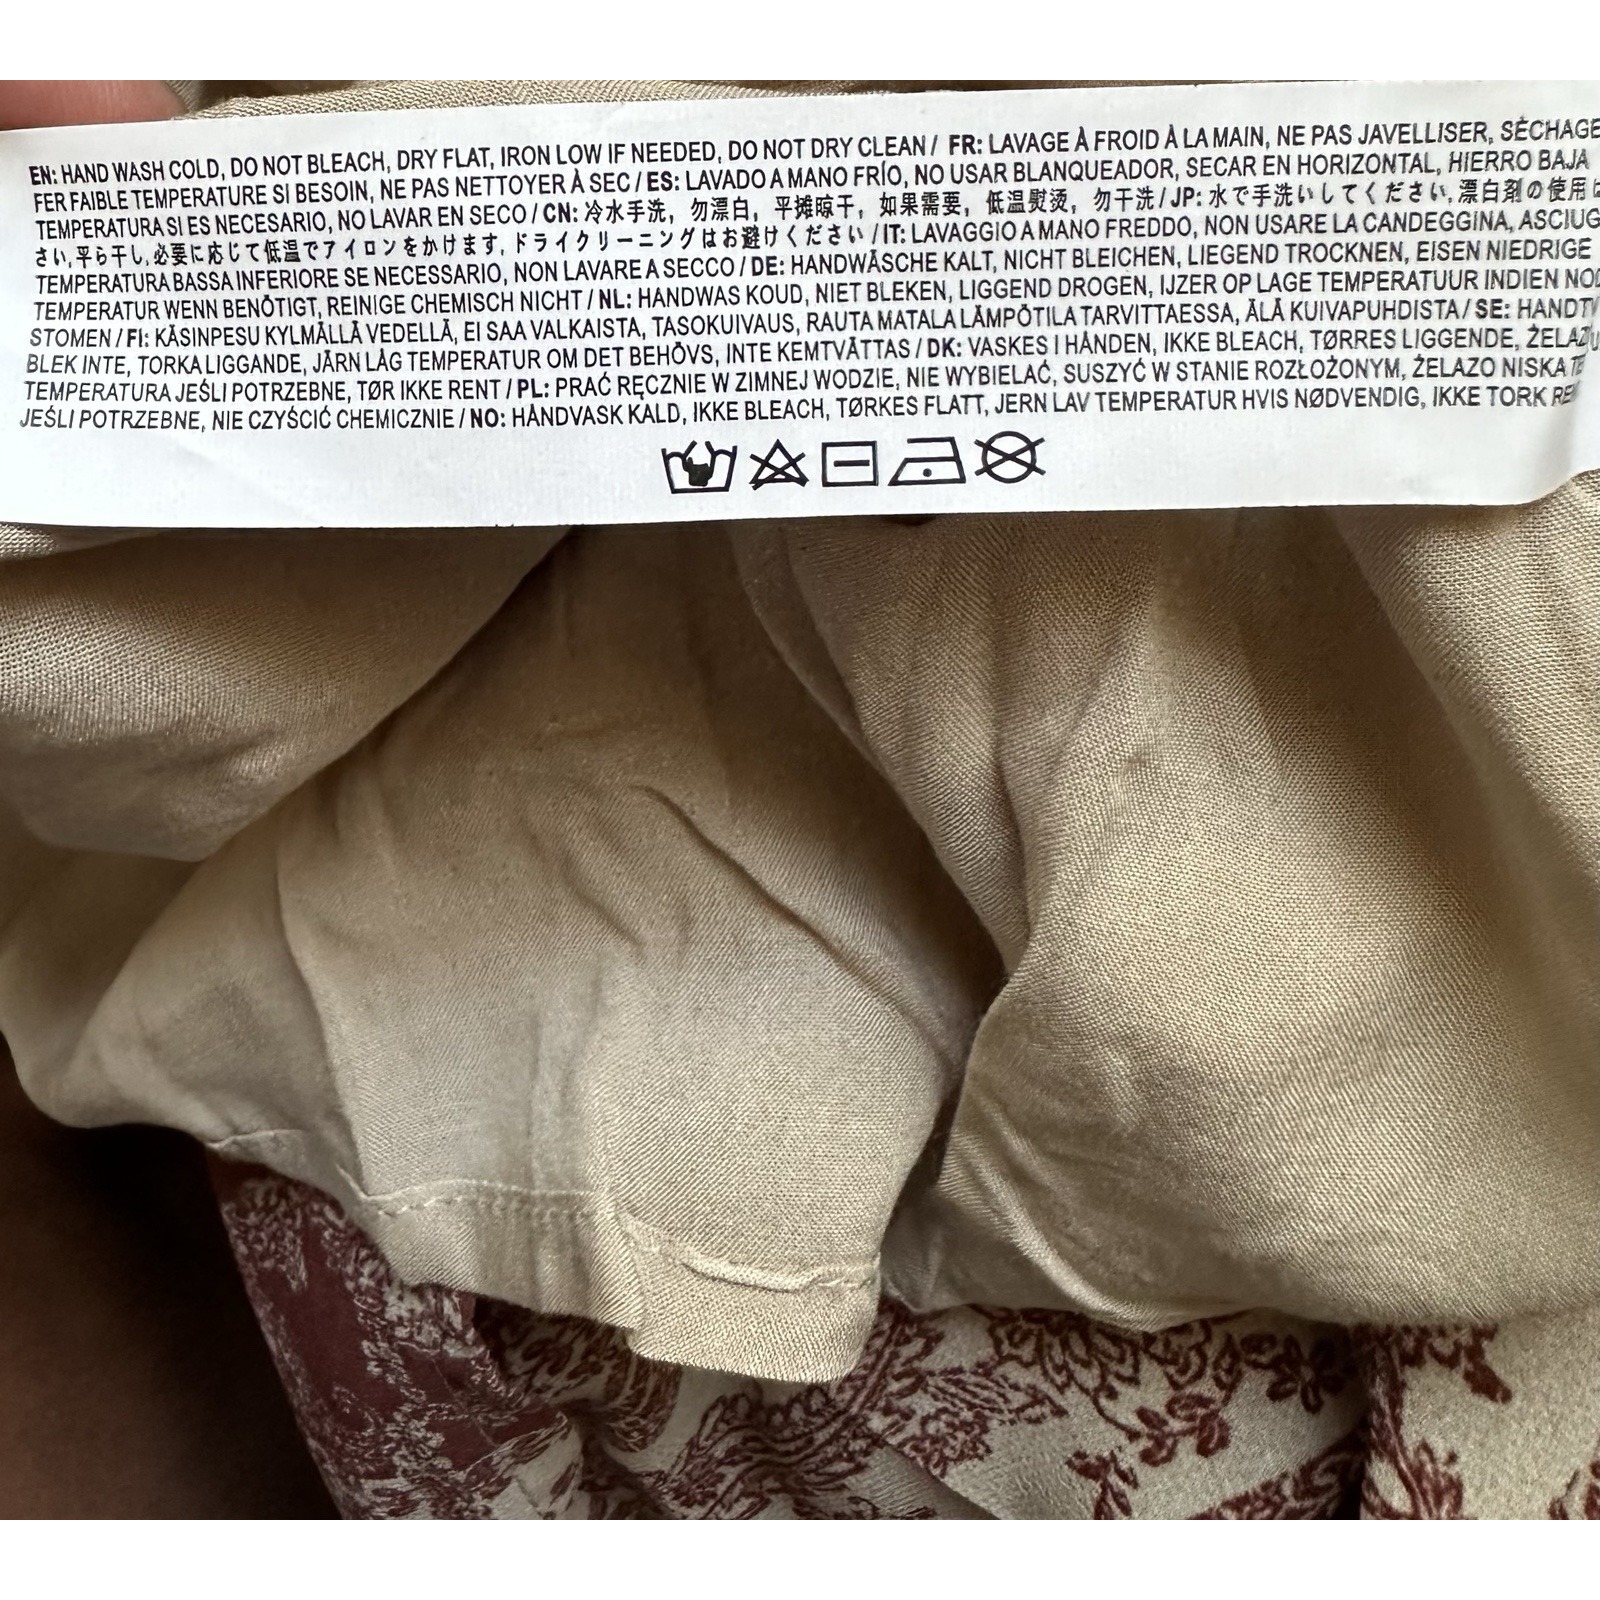 EN: HAND WASH COLD, DO NOT BLEACH, DRY FLAT, IRON LOW IF NEEDED, DO NOT DRY CLEAN / FR: LAVAGE À FROID À LA MAIN, NE PAS JAVELLISER, SÉCHAGE
FER FAIBLE TEMPERATURE SI BESOIN, NE PAS NETTOYER À SEC / ES: LAVADO A MANO FRÍO, NO USAR BLANQUEADOR, SECAR EN HORIZONTAL, HIERRO BAJA
TEMPERATURA SI ES NECESARIO, NO LAVAR EN SECO / CN: 冷水手洗，勿漂白，平摊晾干，如果需要，低温熨烫，勿干洗 / JP: 水で手洗いしてください, 漂白剤の使用は
さい, 平ら干し, 必要に応じて低温でアイロンをかけます, ドライクリーニングはお避けください / IT: LAVAGGIO A MANO FREDDO, NON USARE LA CANDEGGINA, ASCIUG
TEMPERATURA BASSA INFERIORE SE NECESSARIO, NON LAVARE A SECCO / DE: HANDWÄSCHE KALT, NICHT BLEICHEN, LIEGEND TROCKNEN, EISEN NIEDRIGE
TEMPERATUR WENN BENÖTIGT, REINIGE CHEMISCH NICHT / NL: HANDWAS KOUD, NIET BLEKEN, LIGGEND DROGEN, IJZER OP LAGE TEMPERATUUR INDIEN NOD
STOMEN / FI: KÄSINPESU KYLMÄLLÄ VEDELLÄ, EI SAA VALKAISTA, TASOKUIVAUS, RAUTA MATALA LÄMPÖTILA TARVITTAESSA, ÄLÄ KUIVAPUHDISTA / SE: HANDTV
BLEK INTE, TORKA LIGGANDE, JÄRN LÅG TEMPERATUR OM DET BEHÖVS, INTE KEMTVÄTTAS / DK: VASKES I HÅNDEN, IKKE BLEACH, TØRRES LIGGENDE, ŻELAZ
TEMPERATURA JEŚLI POTRZEBNE, TØR IKKE RENT / PL: PRAĆ RĘCZNIE W ZIMNEJ WODZIE, NIE WYBIELAĆ, SUSZYĆ W STANIE ROZŁOŻONYM, ŻELAZO NISKA TE
JEŚLI POTRZEBNE, NIE CZYŚCIĆ CHEMICZNIE / NO: HÅNDVASK KALD, IKKE BLEACH, TØRKES FLATT, JERN LAV TEMPERATUR HVIS NØDVENDIG, IKKE TORK RE